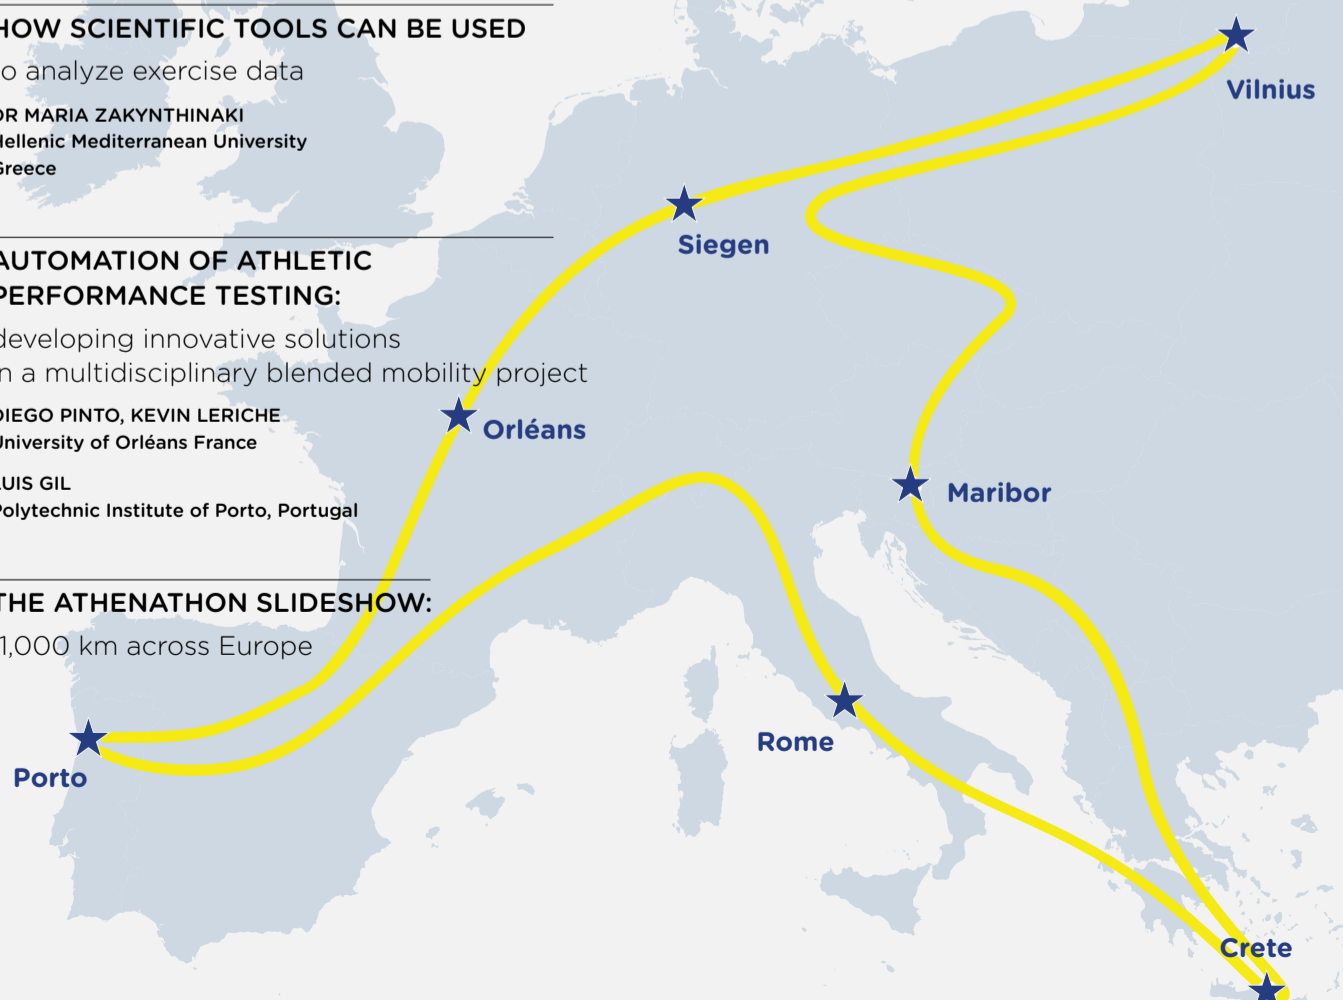 HOW SCIENTIFIC TOOLS CAN BE USED
o analyze exercise data
DR MARIA ZAKYNTHINAKI
Hellenic Mediterranean University
Greece
AUTOMATION OF ATHLETIC
PERFORMANCE TESTING:
developing innovative solutions
n a multidisciplinary blended mobility project
DIEGO PINTO, KEVIN LERICHE
University of Orléans France
LUIS GIL
Polytechnic Institute of Porto, Portugal
THE ATHENATHON SLIDESHOW:
1,000 km across Europe
Vilnius
Siegen
Orléans
Maribor
Rome
Porto
Crete